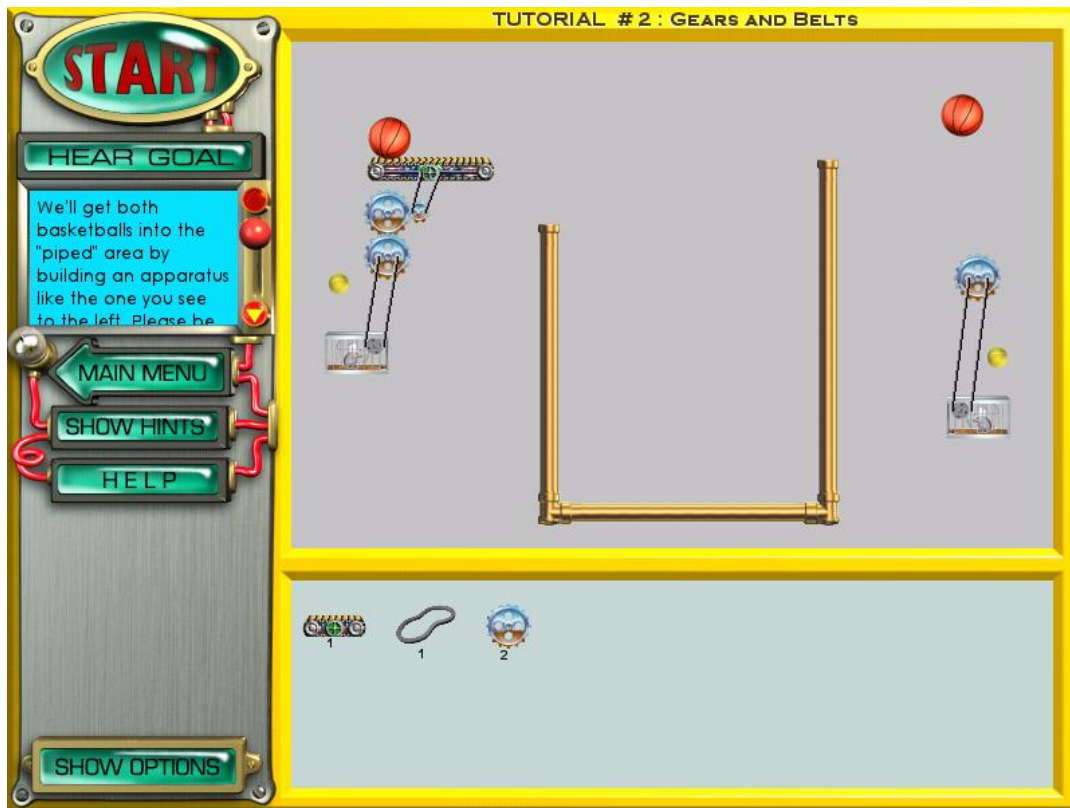 TUTORIAL #2: GEARS AND BELTS
START
HEAR GOAL
We'll get both
basketballs into the
"piped" area by
building an apparatus
like the one you see
to the left. Please be
MAIN MENU
SHOW HINTS
HELP
SHOW OPTIONS
1
1
2